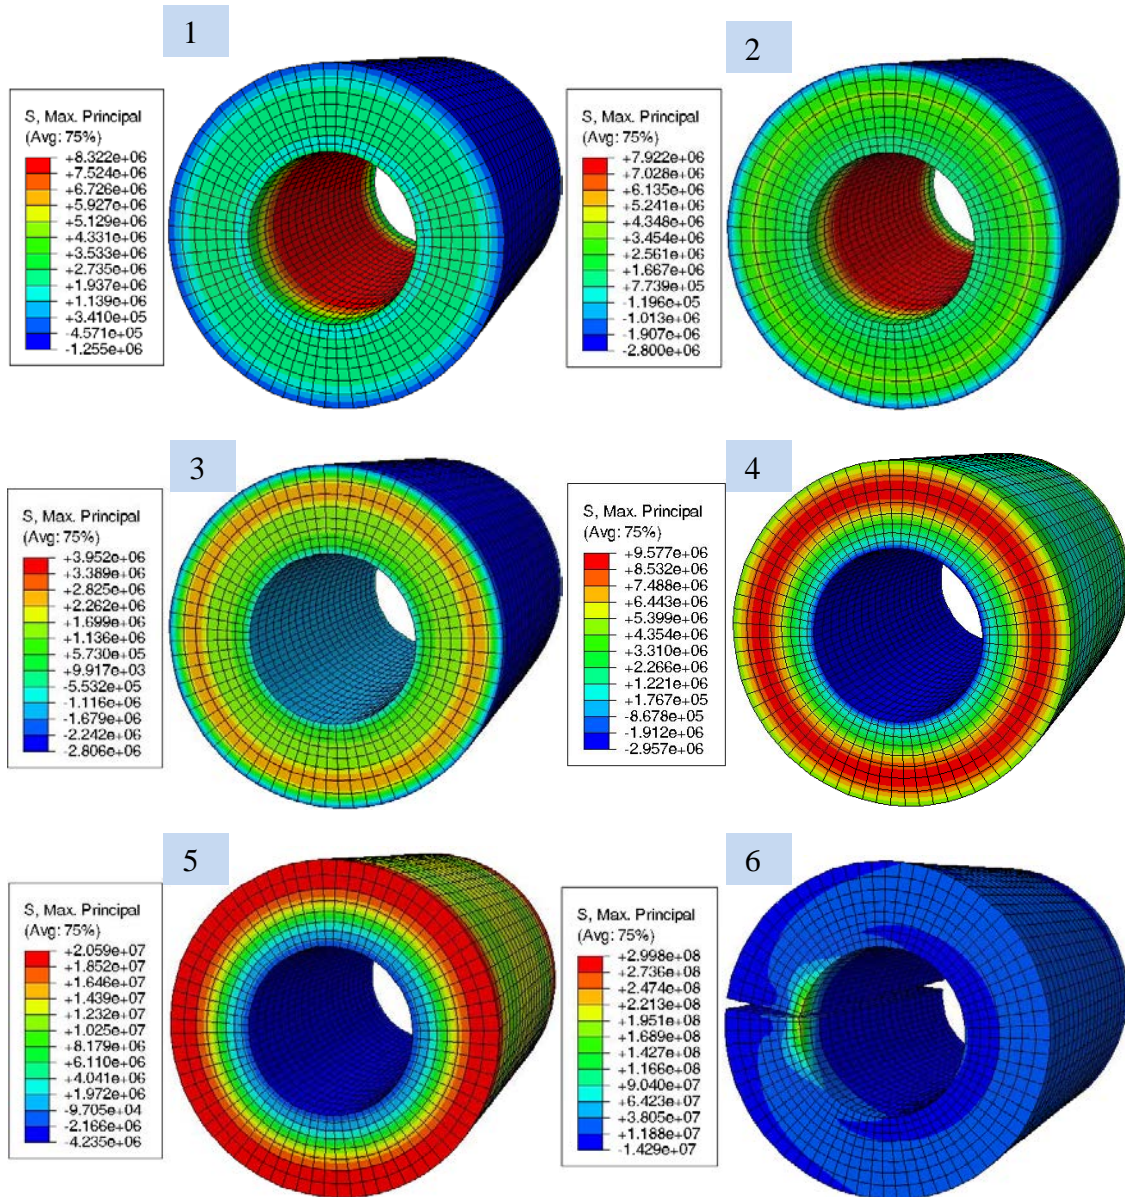 1
S, Max. Principal
(Avg: 75%)
+8.322e+06
+7.524e+06
+6.726e+06
+5.927e+06
+5.129e+06
+4.331e+06
+3.533e+06
+2.735e+06
+1.937e+06
+1.139e+06
+3.410e+05
-4.571e+05
-1.255e+06
2
S, Max. Principal
(Avg: 75%)
+7.922e+06
+7.028e+06
+6.135e+06
+5.241e+06
+4.348e+06
+3.454e+06
+2.561e+06
+1.667e+06
+7.739e+05
-1.196e+05
-1.013e+06
-1.907e+06
-2.800e+06
3
S, Max. Principal
(Avg: 75%)
+3.952e+06
+3.389e+06
+2.825e+06
+2.262e+06
+1.699e+06
+1.136e+06
+5.730e+05
+9.917e+03
-5.532e+05
-1.116e+06
-1.679e+06
-2.242e+06
-2.806e+06
4
S, Max. Principal
(Avg: 75%)
+9.577e+06
+8.532e+06
+7.488e+06
+6.443e+06
+5.399e+06
+4.354e+06
+3.310e+06
+2.266e+06
+1.221e+06
+1.767e+05
-8.678e+05
-1.912e+06
-2.957e+06
5
S, Max. Principal
(Avg: 75%)
+2.059e+07
+1.852e+07
+1.646e+07
+1.439e+07
+1.232e+07
+1.025e+07
+8.179e+06
+6.110e+06
+4.041e+06
+1.972e+06
-9.705e+04
-2.166e+06
-4.235e+06
6
S, Max. Principal
(Avg: 75%)
+2.998e+08
+2.736e+08
+2.474e+08
+2.213e+08
+1.951e+08
+1.689e+08
+1.427e+08
+1.166e+08
+9.040e+07
+6.423e+07
+3.805e+07
+1.188e+07
-1.429e+07